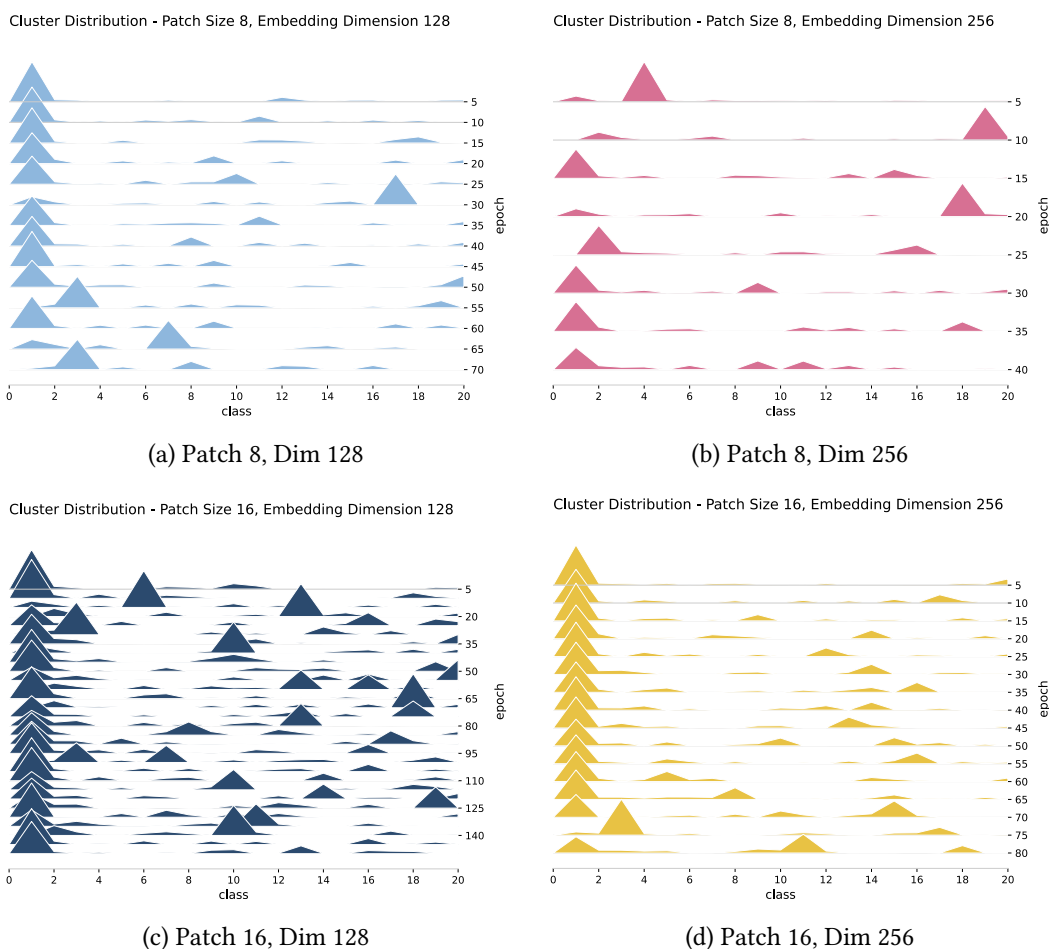 Cluster Distribution - Patch Size 8, Embedding Dimension 128
5
10
15
20
25
30
35
40
45
50
55
60
65
70
epoch
0 2 4 6 8 10 12 14 16 18 20
class
(a) Patch 8, Dim 128
Cluster Distribution - Patch Size 8, Embedding Dimension 256
5
10
15
20
25
30
35
40
epoch
0 2 4 6 8 10 12 14 16 18 20
class
(b) Patch 8, Dim 256
Cluster Distribution - Patch Size 16, Embedding Dimension 128
5
20
35
50
65
80
95
110
125
140
epoch
0 2 4 6 8 10 12 14 16 18 20
class
(c) Patch 16, Dim 128
Cluster Distribution - Patch Size 16, Embedding Dimension 256
5
10
15
20
25
30
35
40
45
50
55
60
65
70
75
80
epoch
0 2 4 6 8 10 12 14 16 18 20
class
(d) Patch 16, Dim 256